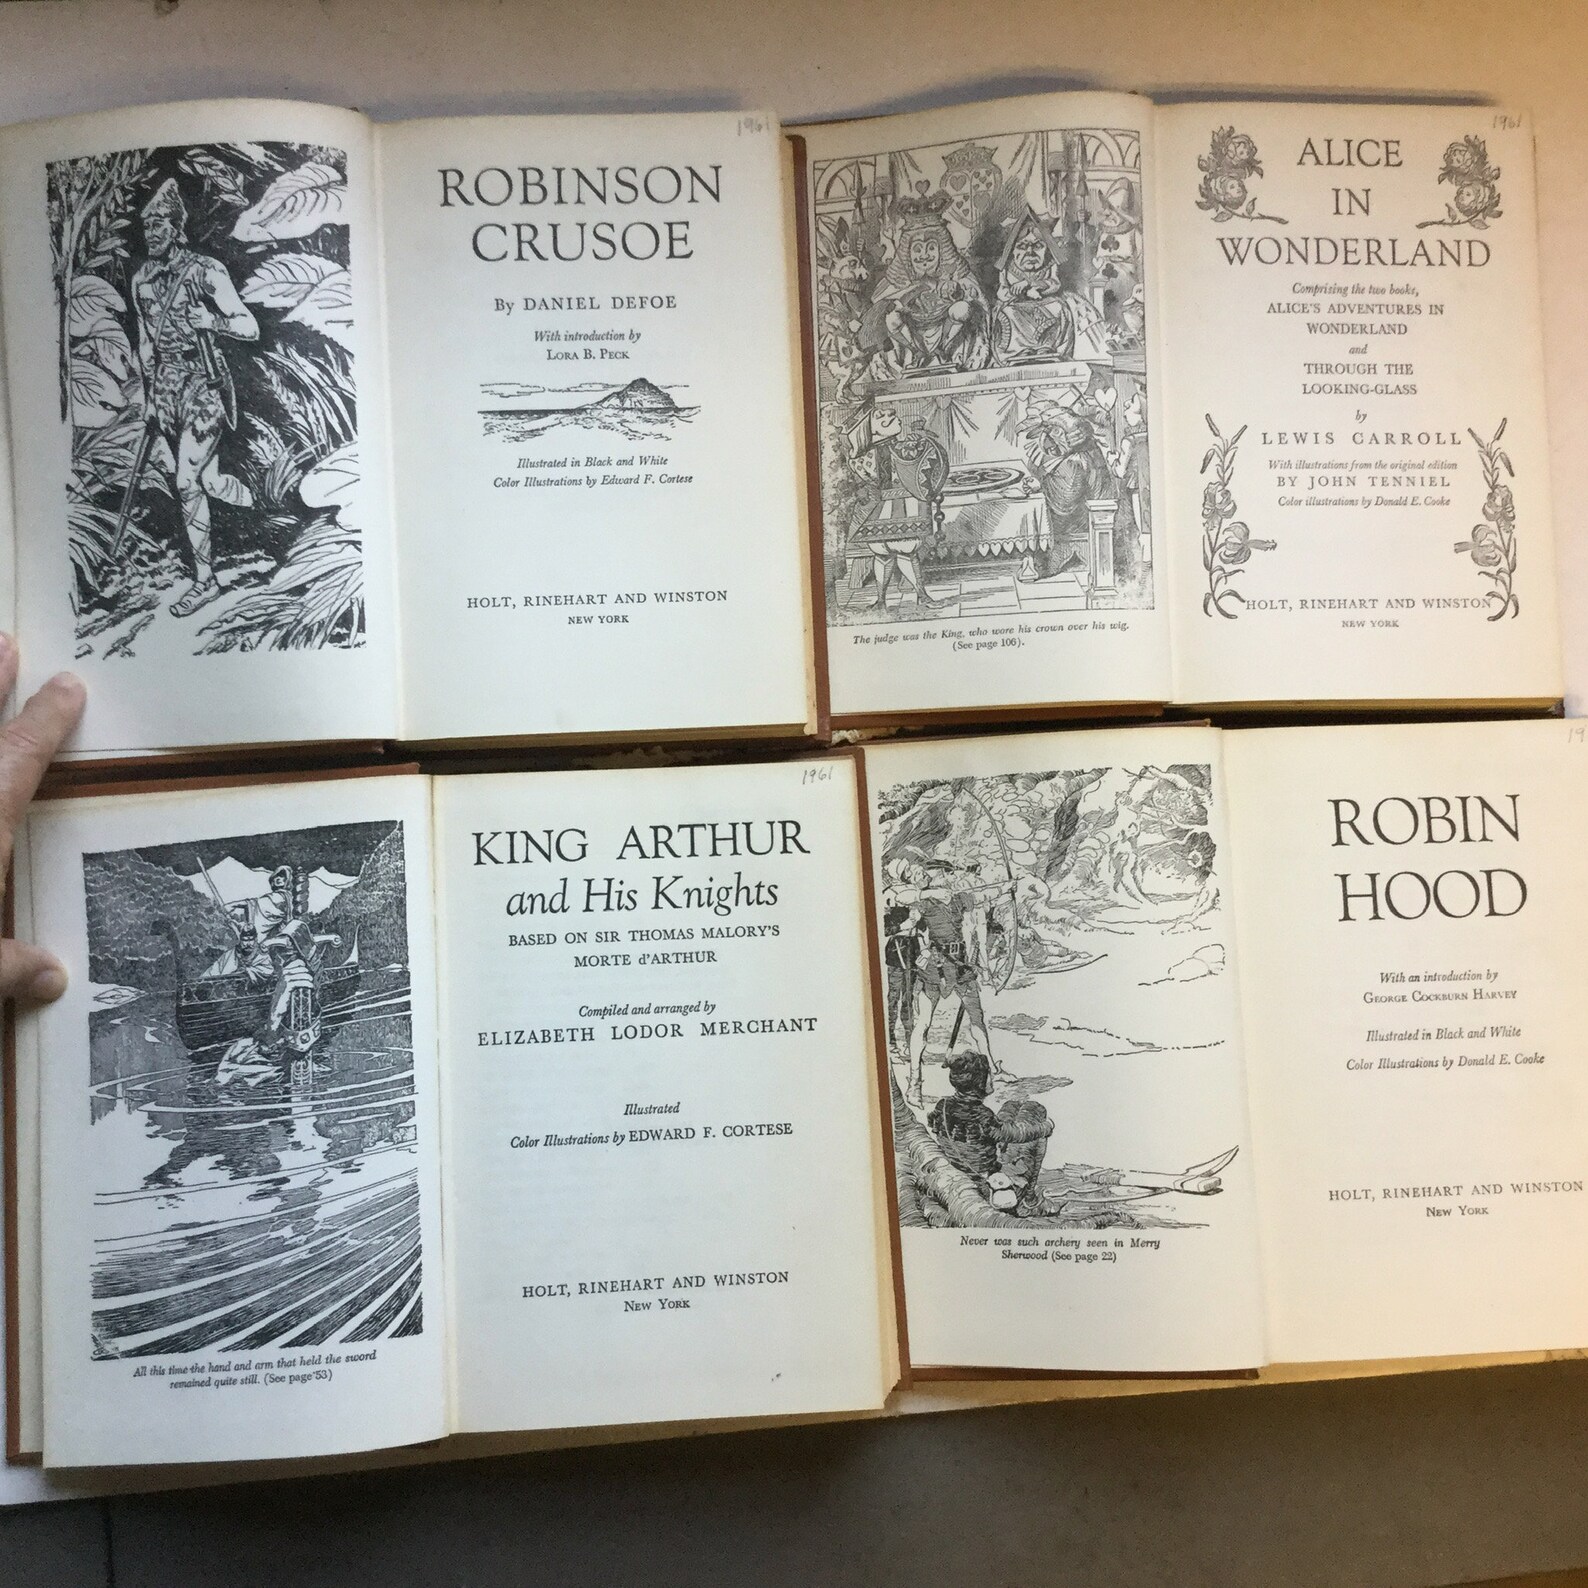 1961
ROBINSON
CRUSOE
By DANIEL DEFOE
With introduction by
LORA B. PECK
Illustrated in Black and White
Color Illustrations by Edward F. Cortese
HOLT, RINEHART AND WINSTON
NEW YORK
The judge was the King, who wore his crown over his wig.
(See page 106).
1961
ALICE
IN
WONDERLAND
Comprising the two books,
ALICE'S ADVENTURES IN
WONDERLAND
and
THROUGH THE
LOOKING-GLASS
by
LEWIS CARROLL
With illustrations from the original edition
BY JOHN TENNIEL
Color illustrations by Donald E. Cooke
HOLT, RINEHART AND WINSTON
NEW YORK
All this time the hand and arm that held the sword
remained quite still. (See page 53)
1961
KING ARTHUR
and His Knights
BASED ON SIR THOMAS MALORY'S
MORTE d'ARTHUR
Compiled and arranged by
ELIZABETH LODOR MERCHANT
Illustrated
Color Illustrations by EDWARD F. CORTESE
HOLT, RINEHART AND WINSTON
NEW YORK
Never was such archery seen in Merry
Sherwood (See page 22)
19
ROBIN
HOOD
With an introduction by
GEORGE COCKBURN HARVEY
Illustrated in Black and White
Color Illustrations by Donald E. Cooke
HOLT, RINEHART AND WINSTON
NEW YORK